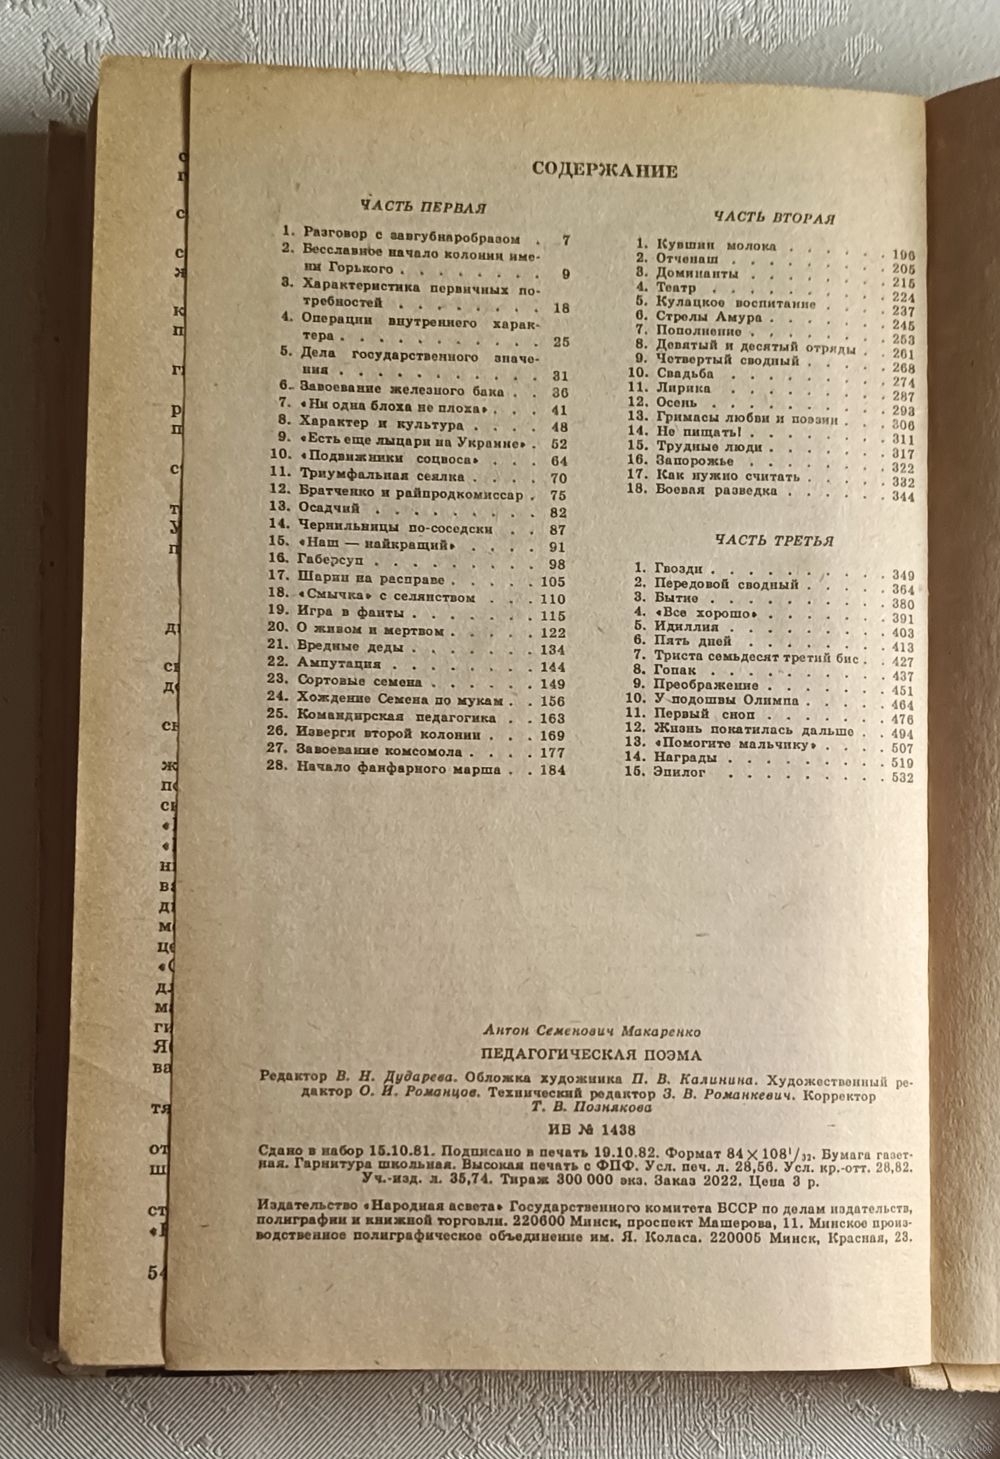 СОДЕРЖАНИЕ
ЧАСТЬ ПЕРВАЯ
1. Разговор с завгубнаробразом . 7
2. Бесславное начало колонии име-
ни Горького . . . . . . . . 9
3. Характеристика первичных по-
требностей . . . . . . . 18
4. Операции внутреннего харак-
тера . . . . . . . . . . . 25
5. Дела государственного значе-
ния . . . . . . . . . . . 31
6. Завоевание железного бака . . 36
7. «Ни одна блоха не плоха» . . . 41
8. Характер и культура . . . . 48
9. «Есть еще лыцари на Украине» . 52
10. «Подвижники соцвоса» . . . 64
11. Триумфальная сеялка . . . . 70
12. Братченко и райпродкомиссар . 75
13. Осадчий . . . . . . . . . 82
14. Чернильницы по-соседски . . 87
15. «Наш — найкращий» . . . . 91
16. Габерсуп . . . . . . . . . 98
17. Шарин на расправе . . . . . 105
18. «Смычка» с селянством . . . 110
19. Игра в фанты . . . . . . . 115
20. О живом и мертвом . . . . . 122
21. Вредные деды . . . . . . . 134
22. Ампутация . . . . . . . . 144
23. Сортовые семена . . . . . . 149
24. Хождение Семена по мукам . . 156
25. Командирская педагогика . . 163
26. Изверги второй колонии . . . 169
27. Завоевание комсомола . . . . 177
28. Начало фанфарного марша . . 184
ЧАСТЬ ВТОРАЯ
1. Кувшин молока . . . . . . 196
2. Отченаш . . . . . . . . . 205
3. Доминанты . . . . . . . . 215
4. Театр . . . . . . . . . . 224
5. Кулацкое воспитание . . . . 237
6. Стрелы Амура . . . . . . . 245
7. Пополнение . . . . . . . . 253
8. Девятый и десятый отряды . . 261
9. Четвертый сводный . . . . . 268
10. Свадьба . . . . . . . . . 274
11. Лирика . . . . . . . . . 287
12. Осень . . . . . . . . . . 293
13. Гримасы любви и поэзии . . . 306
14. Не пищать! . . . . . . . . 311
15. Трудные люди . . . . . . . 317
16. Запорожье . . . . . . . . 322
17. Как нужно считать . . . . . 332
18. Боевая разведка . . . . . . 344
ЧАСТЬ ТРЕТЬЯ
1. Гвозди . . . . . . . . . . 349
2. Передовой сводный . . . . . 364
3. Бытие . . . . . . . . . . 380
4. «Все хорошо» . . . . . . . 391
5. Идиллия . . . . . . . . . 403
6. Пять дней . . . . . . . . 413
7. Триста семьдесят третий бис . . 427
8. Гопак . . . . . . . . . . 437
9. Преображение . . . . . . . 451
10. У подошвы Олимпа . . . . . 464
11. Первый сноп . . . . . . . 476
12. Жизнь покатилась дальше . . 494
13. «Помогите мальчику» . . . . 507
14. Награды . . . . . . . . . 519
15. Эпилог . . . . . . . . . 532
Антон Семенович Макаренко
ПЕДАГОГИЧЕСКАЯ ПОЭМА
Редактор В. Н. Дударева. Обложка художника П. В. Калинина. Художественный ре-
дактор О. И. Романцов. Технический редактор З. В. Романкевич. Корректор
Т. В. Познякова
ИБ № 1438
Сдано в набор 15.10.81. Подписано в печать 19.10.82. Формат 84×108¹/₃₂. Бумага газет-
ная. Гарнитура школьная. Высокая печать с ФПФ. Усл. печ. л. 28,56. Усл. кр.-отт. 28,82.
Уч.-изд. л. 35,74. Тираж 300 000 экз. Заказ 2022. Цена 3 р.
Издательство «Народная асвета» Государственного комитета БССР по делам издательств,
полиграфии и книжной торговли. 220600 Минск, проспект Машерова, 11. Минское произ-
водственное полиграфическое объединение им. Я. Коласа. 220005 Минск, Красная, 23.